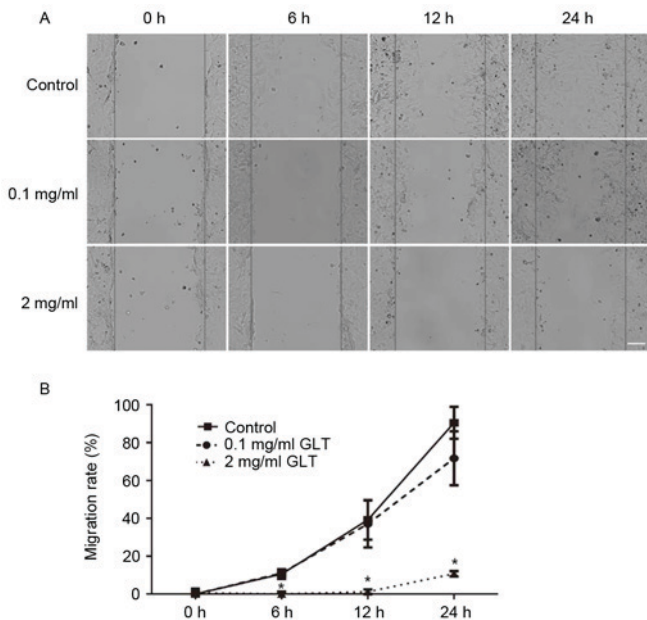 A
0 h 6 h 12 h 24 h
Control
0.1 mg/ml
2 mg/ml
B
Migration rate (%)
100
80
60
40
20
0
Control
0.1 mg/ml GLT
2 mg/ml GLT
* * *
0 h 6 h 12 h 24 h